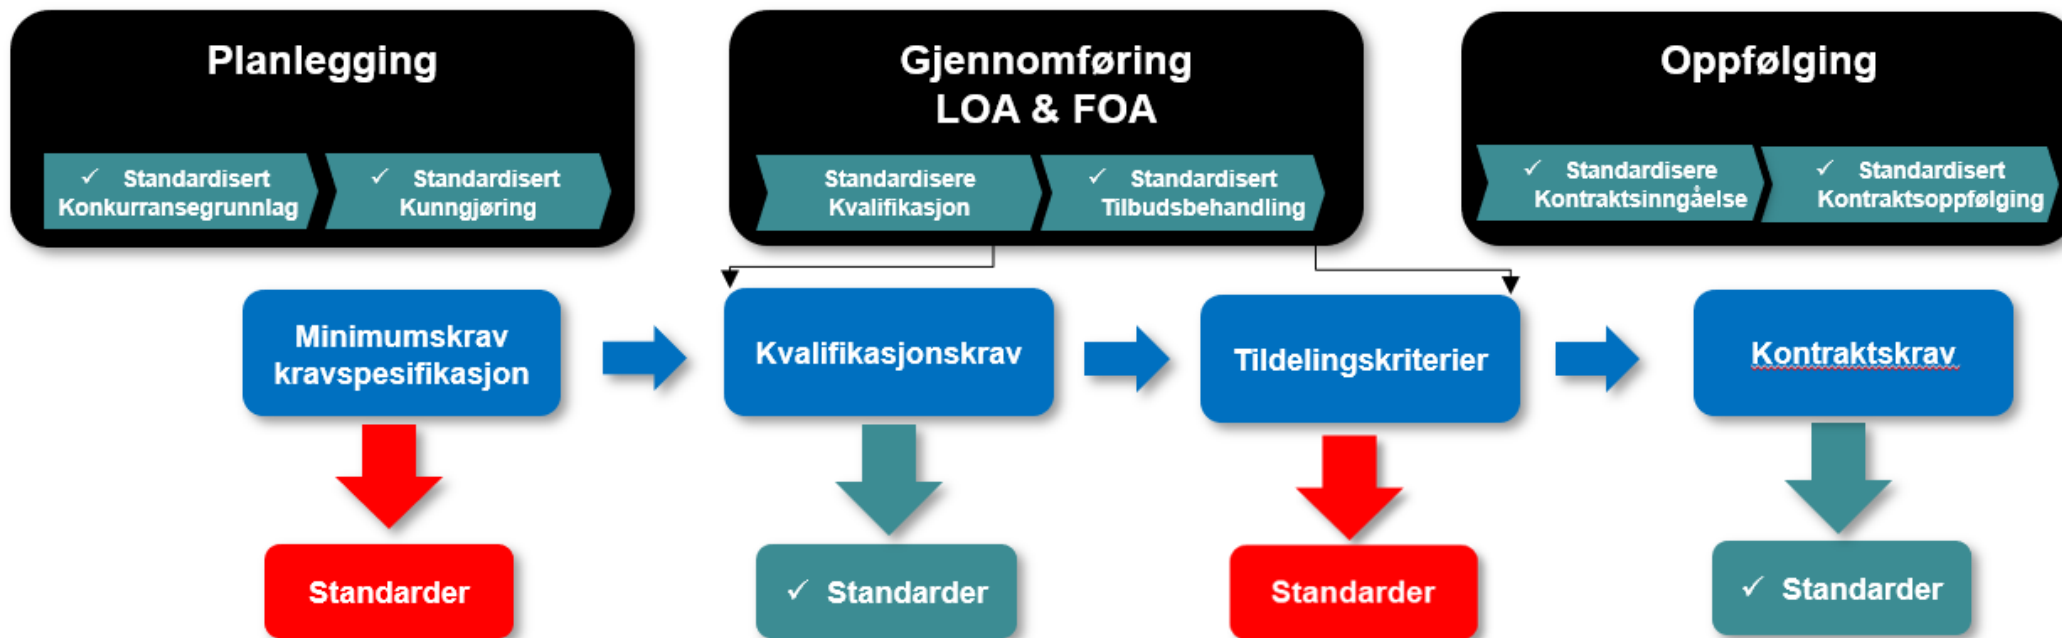 Planlegging
✓ Standardisert
Konkurransegrunnlag
✓ Standardisert
Kunngjøring
Gjennomføring
LOA & FOA
Standardisere
Kvalifikasjon
✓ Standardisert
Tilbudsbehandling
Oppfølging
✓ Standardisere
Kontraktsinngåelse
✓ Standardisert
Kontraktsoppfølging
Minimumskrav
kravspesifikasjon
Kvalifikasjonskrav
Tildelingskriterier
Kontraktskrav
Standarder
✓ Standarder
Standarder
✓ Standarder